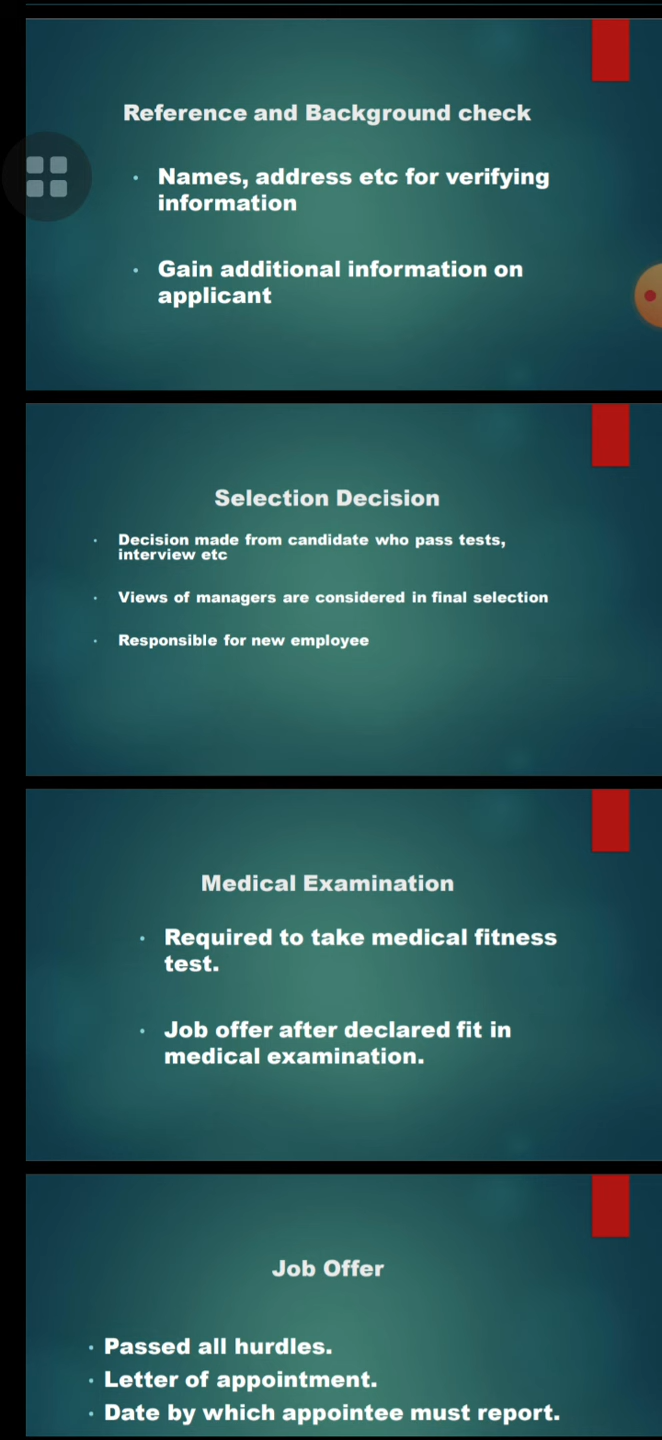 Reference and Background check
• Names, address etc for verifying
information
• Gain additional information on
applicant
Selection Decision
• Decision made from candidate who pass tests,
interview etc
• Views of managers are considered in final selection
• Responsible for new employee
Medical Examination
• Required to take medical fitness
test.
• Job offer after declared fit in
medical examination.
Job Offer
• Passed all hurdles.
• Letter of appointment.
• Date by which appointee must report.